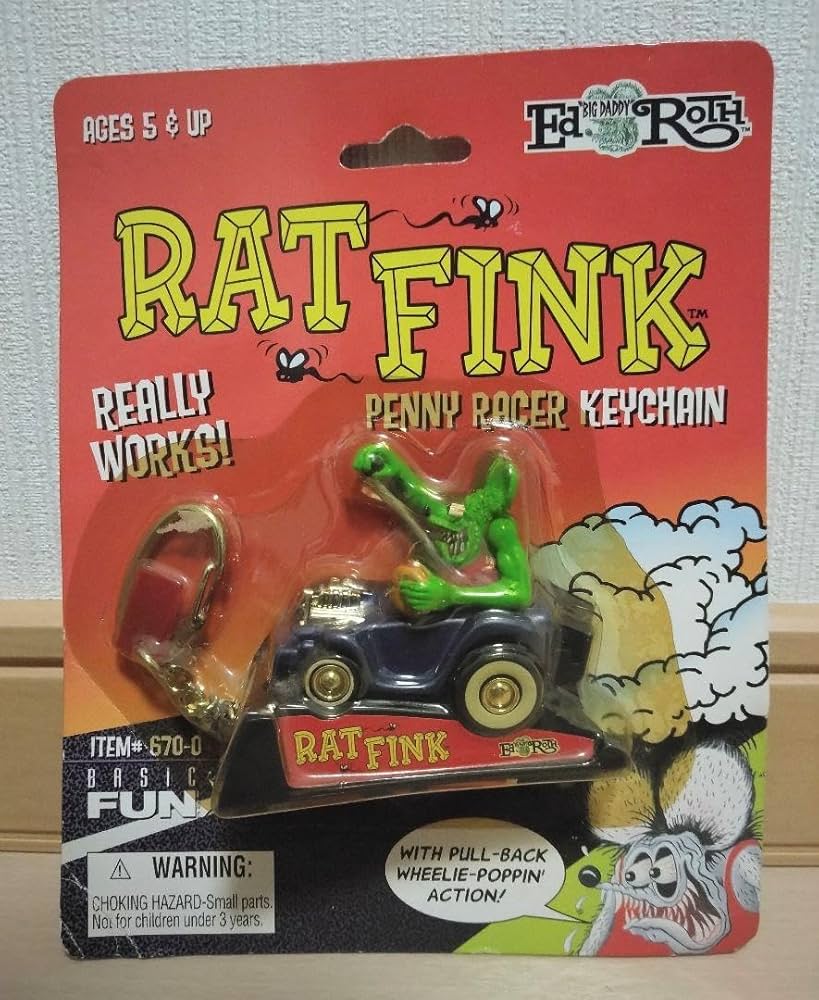 AGES 5 & UP
Ed "BIG DADDY" ROTH™
RAT FINK™
REALLY WORKS!
PENNY RACER KEYCHAIN
RAT FINK
Ed ROTH
ITEM# 670-0
BASIC
FUN
⚠ WARNING:
CHOKING HAZARD-Small parts.
Not for children under 3 years.
WITH PULL-BACK
WHEELIE-POPPIN'
ACTION!